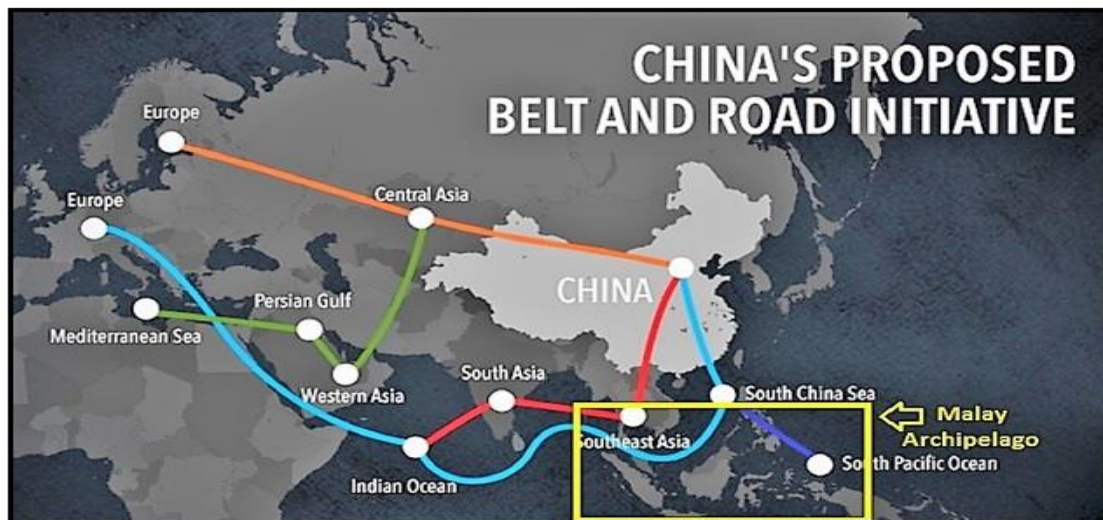 CHINA'S PROPOSED
BELT AND ROAD INITIATIVE
Europe
Europe
Central Asia
CHINA
Persian Gulf
Mediterranean Sea
Western Asia
South Asia
South China Sea
Malay
Archipelago
Southeast Asia
South Pacific Ocean
Indian Ocean